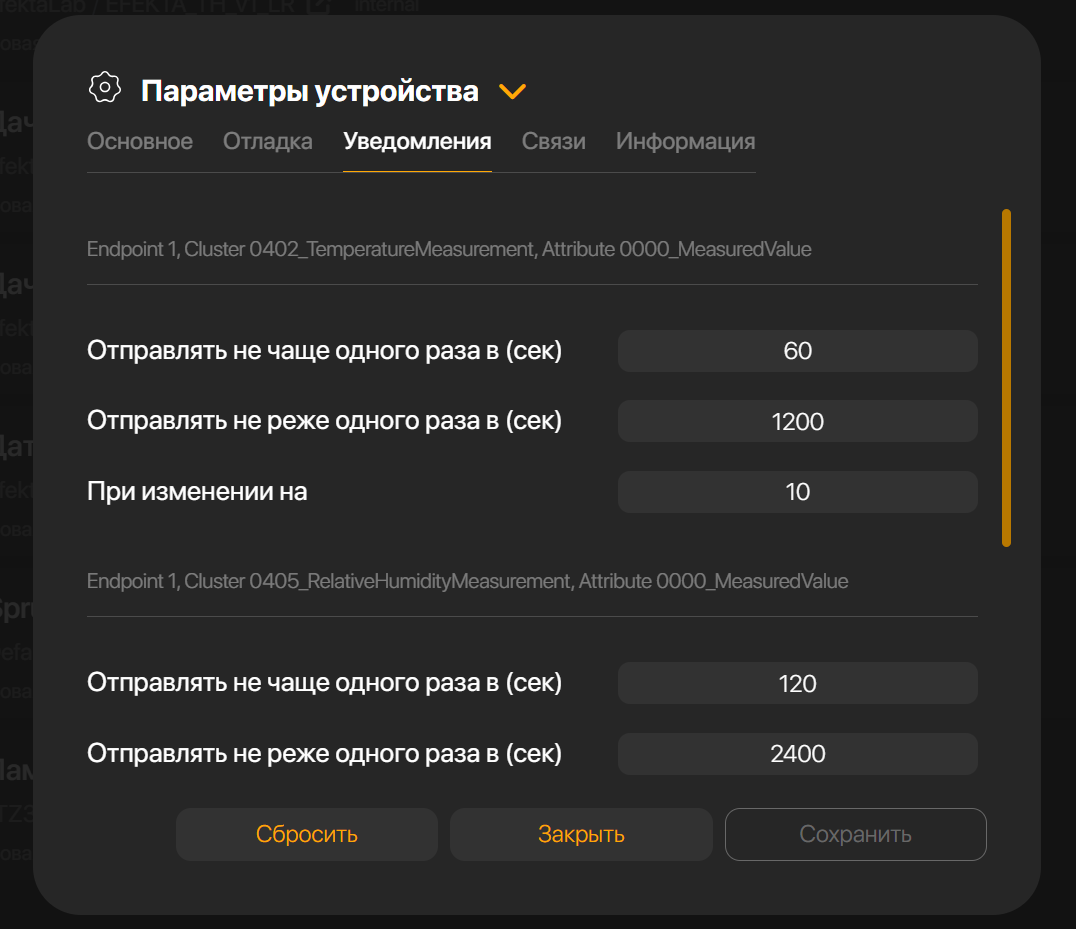 EFEKTA_TH_V1_LR
internal
Параметры устройства
Основное Отладка Уведомления Связи Информация
Endpoint 1, Cluster 0402_TemperatureMeasurement, Attribute 0000_MeasuredValue
Отправлять не чаще одного раза в (сек) 60
Отправлять не реже одного раза в (сек) 1200
При изменении на 10
Endpoint 1, Cluster 0405_RelativeHumidityMeasurement, Attribute 0000_MeasuredValue
Отправлять не чаще одного раза в (сек) 120
Отправлять не реже одного раза в (сек) 2400
Сбросить Закрыть Сохранить